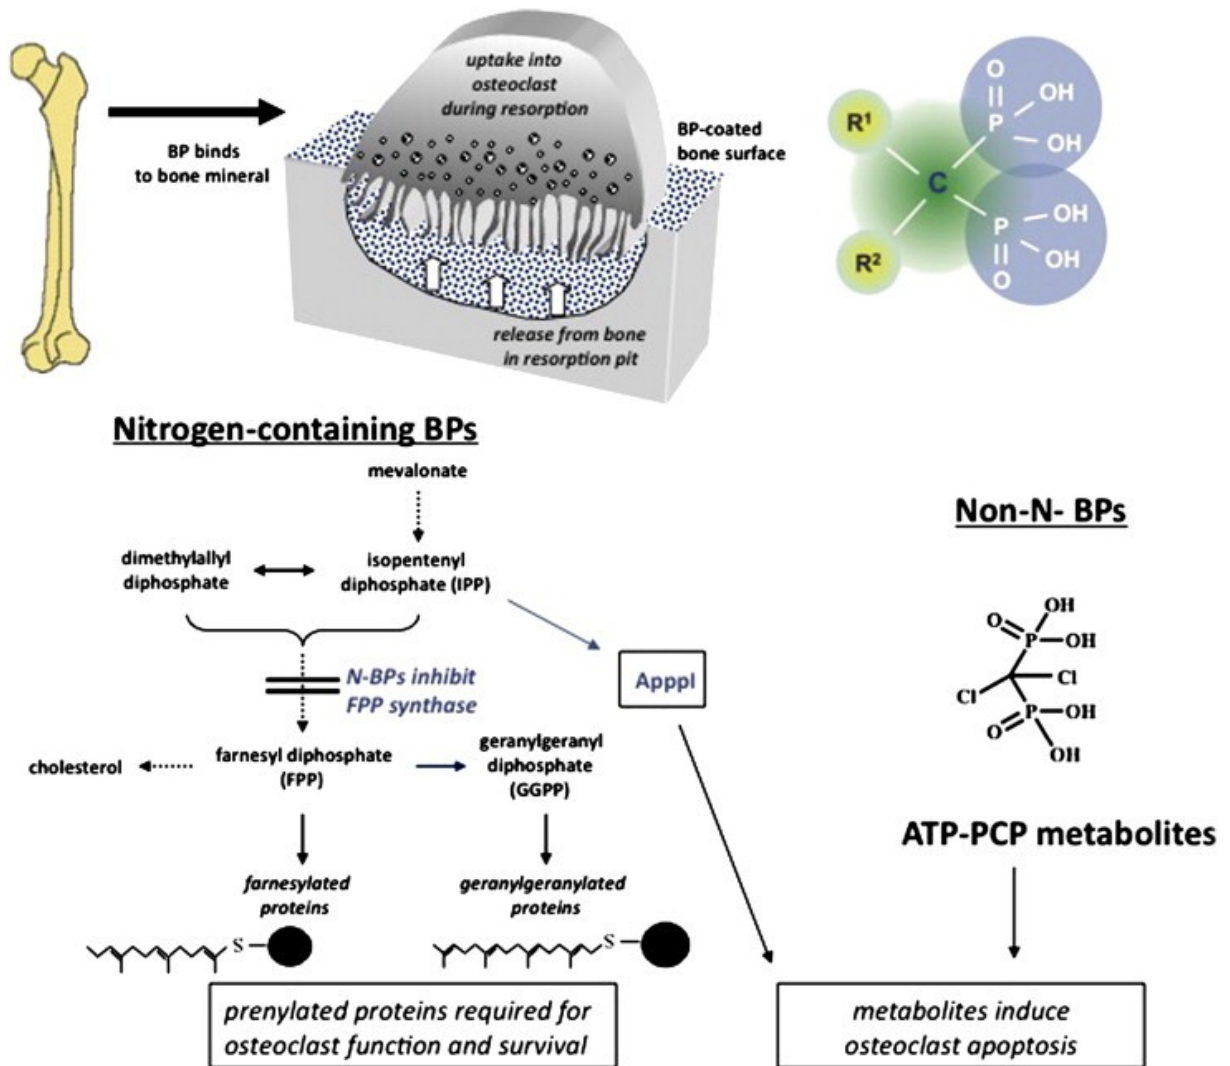 uptake into
osteoclast
during resorption
BP binds
to bone mineral
BP-coated
bone surface
release from bone
in resorption pit
R¹
R²
C
O
P
OH
OH
P
OH
OH
O
Nitrogen-containing BPs
mevalonate
dimethylallyl
diphosphate
isopentenyl
diphosphate (IPP)
N-BPs inhibit
FPP synthase
ApppI
cholesterol
farnesyl diphosphate
(FPP)
geranylgeranyl
diphosphate
(GGPP)
farnesylated
proteins
geranylgeranylated
proteins
S
S
prenylated proteins required for
osteoclast function and survival
Non-N- BPs
OH
O
P
OH
Cl
Cl
O
P
OH
OH
ATP-PCP metabolites
metabolites induce
osteoclast apoptosis